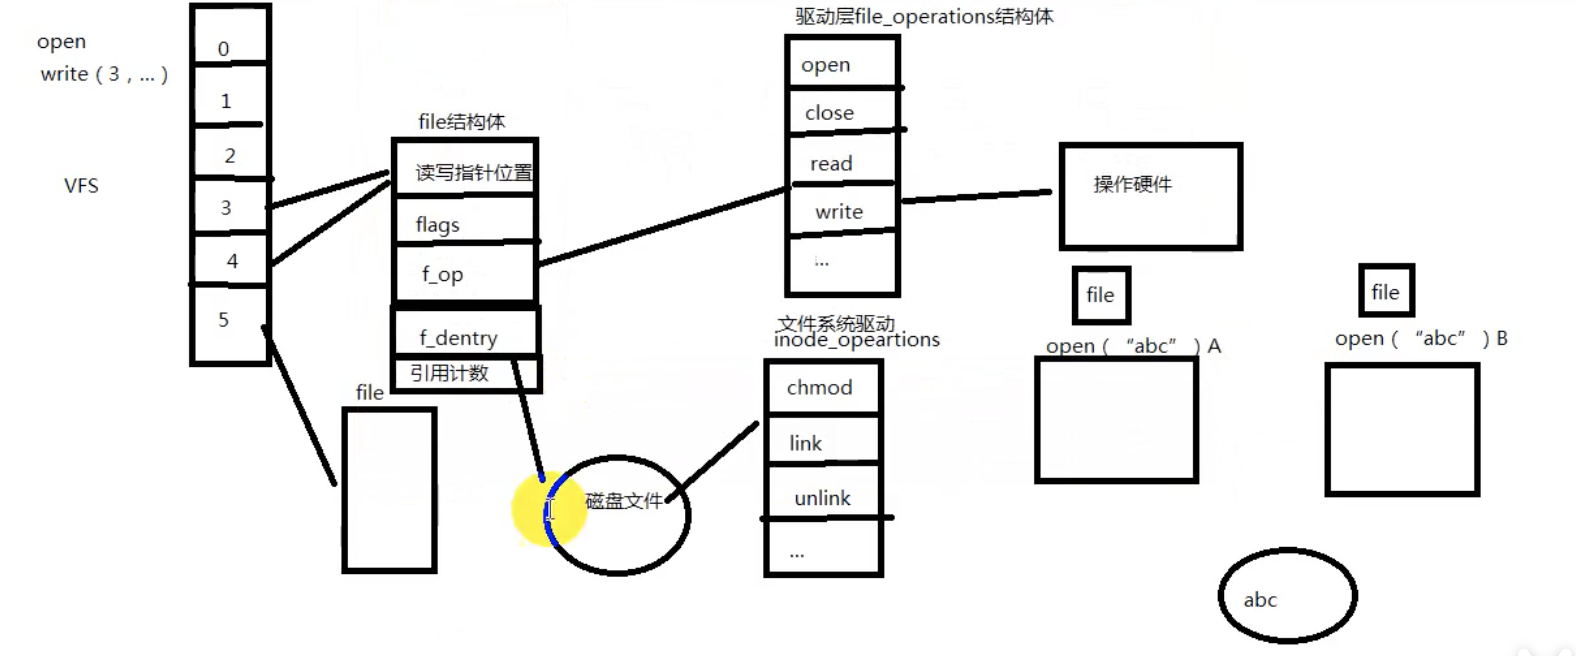 open
write（3，...）
VFS
0
1
2
3
4
5
file结构体
读写指针位置
flags
f_op
f_dentry
引用计数
file
磁盘文件
驱动层file_operations结构体
open
close
read
write
...
操作硬件
文件系统驱动
inode_opeartions
chmod
link
unlink
...
file
open（ “abc” ）A
file
open（ “abc” ）B
abc